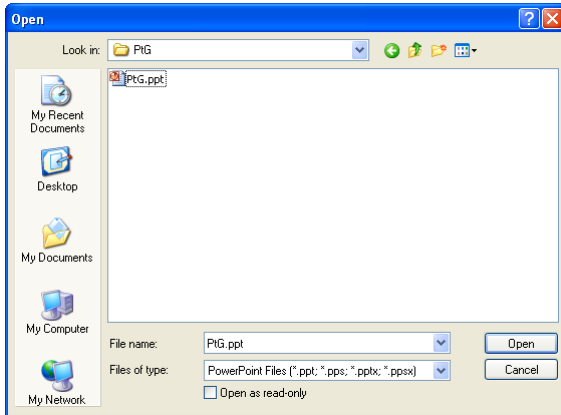 Open
Look in: PtG
PtG.ppt
My Recent
Documents
Desktop
My Documents
My Computer
My Network
File name: PtG.ppt Open
Files of type: PowerPoint Files (*.ppt; *.pps; *.pptx; *.ppsx) Cancel
Open as read-only